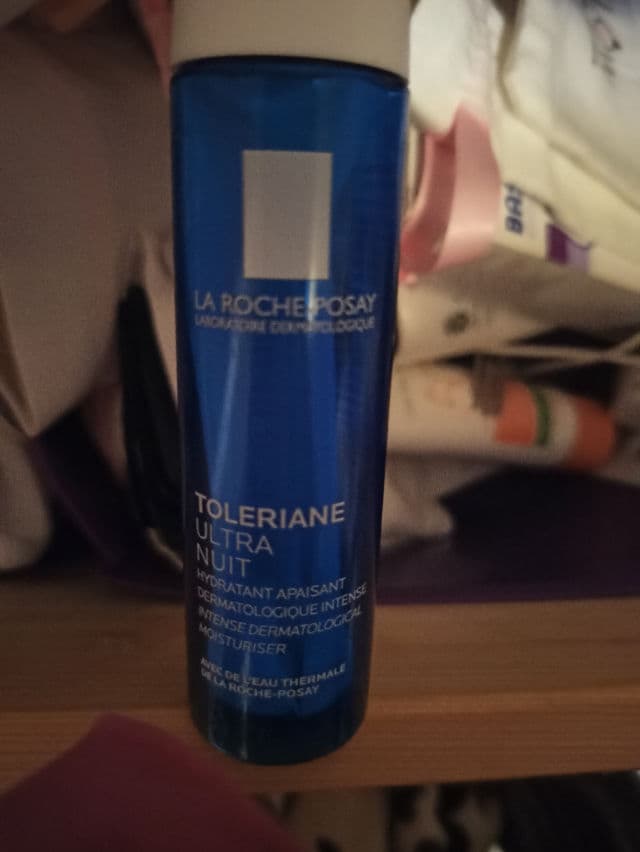 LA ROCHE-POSAY
LABORATOIRE DERMATOLOGIQUE
TOLERIANE
ULTRA
NUIT
HYDRATANT APAISANT
DERMATOLOGIQUE INTENSE
INTENSE DERMATOLOGICAL
MOISTURISER
AVEC DE L'EAU THERMALE
DE LA ROCHE-POSAY